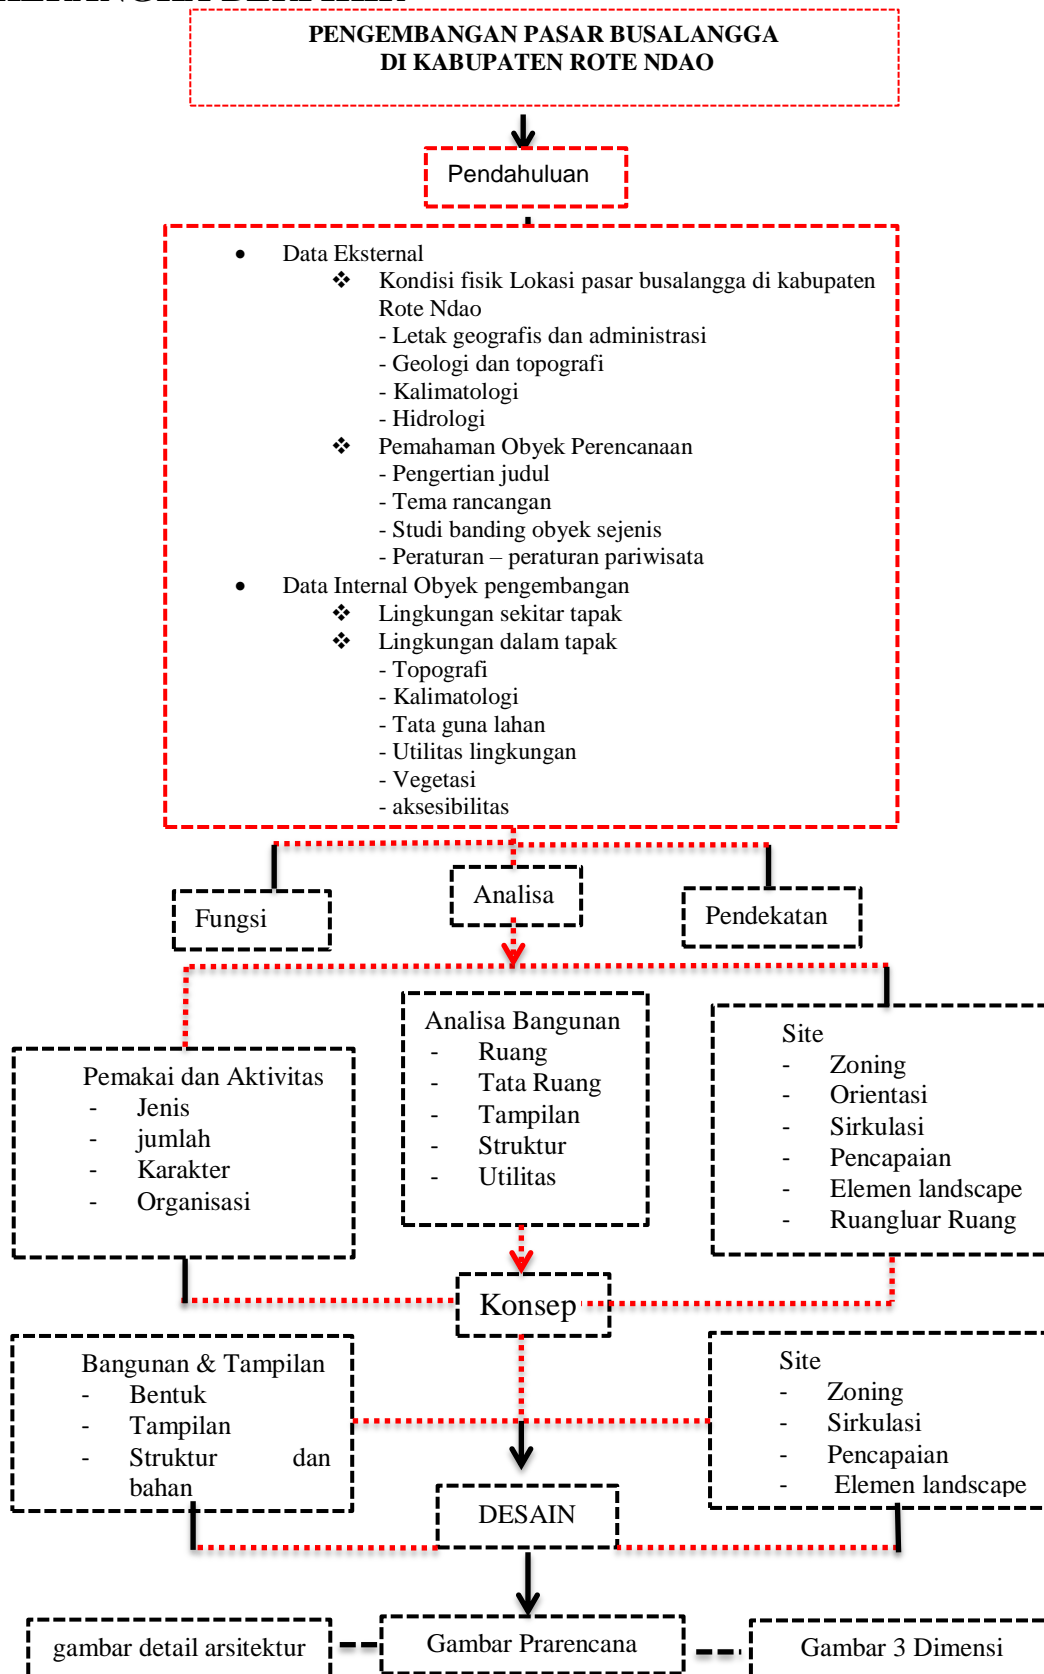 PENGEMBANGAN PASAR BUSALANGGA
DI KABUPATEN ROTE NDAO
Pendahuluan
• Data Eksternal
❖ Kondisi fisik Lokasi pasar busalangga di kabupaten
Rote Ndao
- Letak geografis dan administrasi
- Geologi dan topografi
- Kalimatologi
- Hidrologi
❖ Pemahaman Obyek Perencanaan
- Pengertian judul
- Tema rancangan
- Studi banding obyek sejenis
- Peraturan – peraturan pariwisata
• Data Internal Obyek pengembangan
❖ Lingkungan sekitar tapak
❖ Lingkungan dalam tapak
- Topografi
- Kalimatologi
- Tata guna lahan
- Utilitas lingkungan
- Vegetasi
- aksesibilitas
Fungsi
Analisa
Pendekatan
Pemakai dan Aktivitas
- Jenis
- jumlah
- Karakter
- Organisasi
Analisa Bangunan
- Ruang
- Tata Ruang
- Tampilan
- Struktur
- Utilitas
Site
- Zoning
- Orientasi
- Sirkulasi
- Pencapaian
- Elemen landscape
- Ruangluar Ruang
Konsep
Bangunan & Tampilan
- Bentuk
- Tampilan
- Struktur dan
bahan
Site
- Zoning
- Sirkulasi
- Pencapaian
- Elemen landscape
DESAIN
gambar detail arsitektur
Gambar Prarencana
Gambar 3 Dimensi